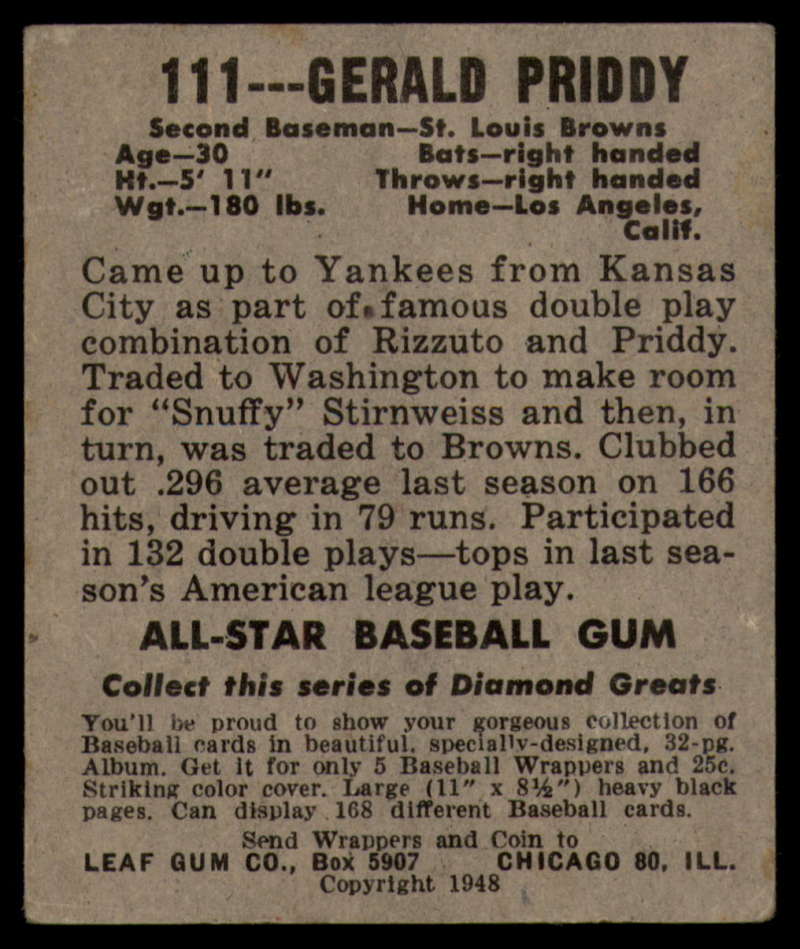 111---GERALD PRIDDY
Second Baseman—St. Louis Browns
Age—30 Bats—right handed
Ht.—5' 11" Throws—right handed
Wgt.—180 lbs. Home—Los Angeles,
Calif.
Came up to Yankees from Kansas
City as part of famous double play
combination of Rizzuto and Priddy.
Traded to Washington to make room
for “Snuffy” Stirnweiss and then, in
turn, was traded to Browns. Clubbed
out .296 average last season on 166
hits, driving in 79 runs. Participated
in 132 double plays—tops in last sea-
son's American league play.
ALL-STAR BASEBALL GUM
Collect this series of Diamond Greats
You'll be proud to show your gorgeous collection of
Baseball cards in beautiful, specially-designed, 32-pg.
Album. Get it for only 5 Baseball Wrappers and 25c.
Striking color cover. Large (11" x 8½") heavy black
pages. Can display 168 different Baseball cards.
Send Wrappers and Coin to
LEAF GUM CO., Box 5907 CHICAGO 80, ILL.
Copyright 1948